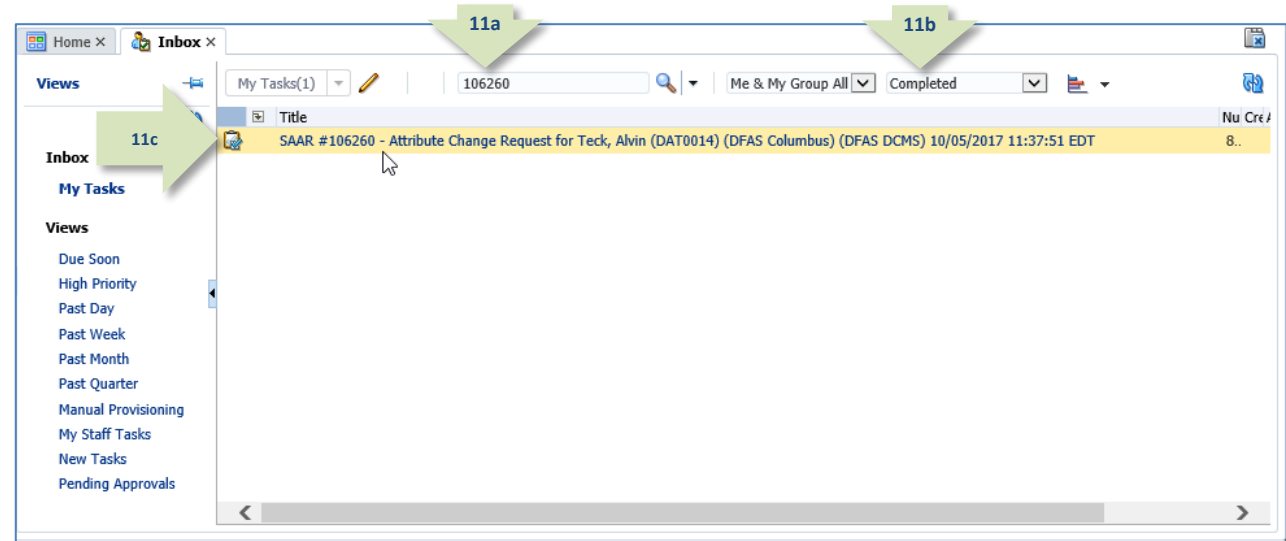 11a
11b
Home ×
Inbox ×
Views
My Tasks(1)
106260
Me & My Group All
Completed
Title
Nu
Cre
11c
SAAR #106260 - Attribute Change Request for Teck, Alvin (DAT0014) (DFAS Columbus) (DFAS DCMS) 10/05/2017 11:37:51 EDT
8..
Inbox
My Tasks
Views
Due Soon
High Priority
Past Day
Past Week
Past Month
Past Quarter
Manual Provisioning
My Staff Tasks
New Tasks
Pending Approvals